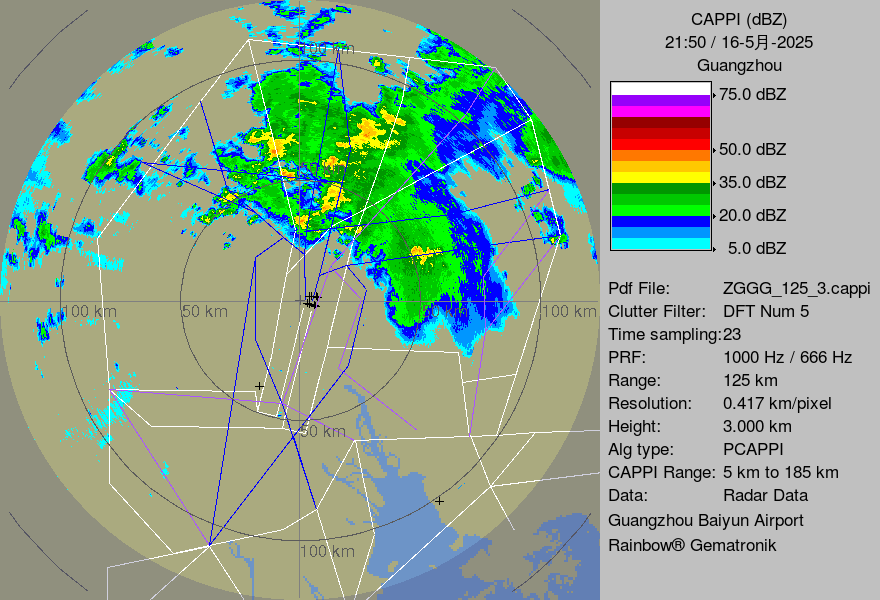 CAPPI (dBZ)
21:50 / 16-5月-2025
Guangzhou
75.0 dBZ
50.0 dBZ
35.0 dBZ
20.0 dBZ
5.0 dBZ
Pdf File: ZGGG_125_3.cappi
Clutter Filter: DFT Num 5
Time sampling:23
PRF: 1000 Hz / 666 Hz
Range: 125 km
Resolution: 0.417 km/pixel
Height: 3.000 km
Alg type: PCAPPI
CAPPI Range: 5 km to 185 km
Data: Radar Data
Guangzhou Baiyun Airport
Rainbow® Gematronik
100 km
100 km
50 km
100 km
50 km
100 km